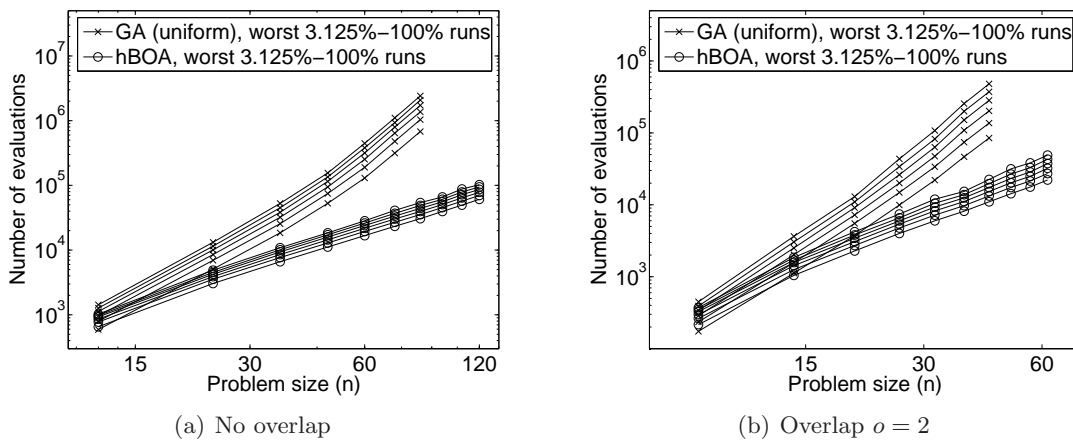 GA (uniform), worst 3.125%−100% runs
hBOA, worst 3.125%−100% runs
Number of evaluations
10^7
10^6
10^5
10^4
10^3
15 30 60 120
Problem size (n)
(a) No overlap
GA (uniform), worst 3.125%−100% runs
hBOA, worst 3.125%−100% runs
Number of evaluations
10^6
10^5
10^4
10^3
15 30 60
Problem size (n)
(b) Overlap o = 2